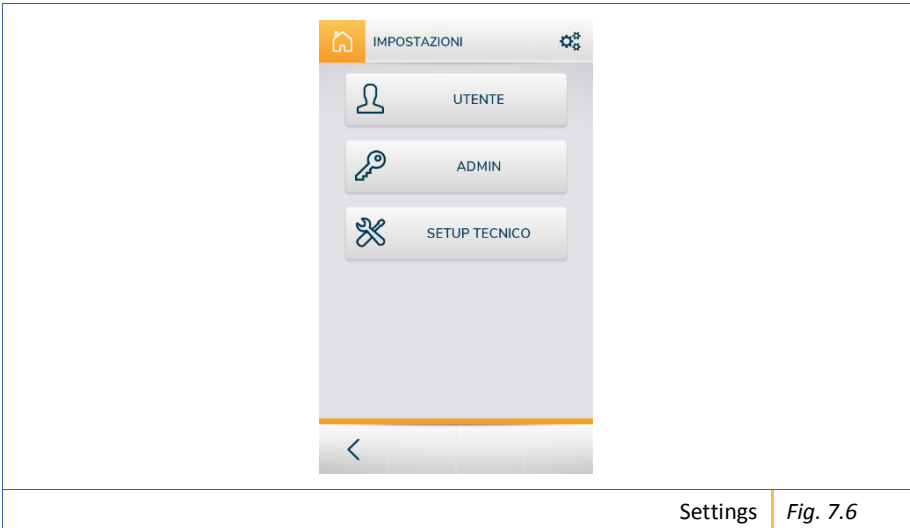 IMPOSTAZIONI
UTENTE
ADMIN
SETUP TECNICO
Settings Fig. 7.6